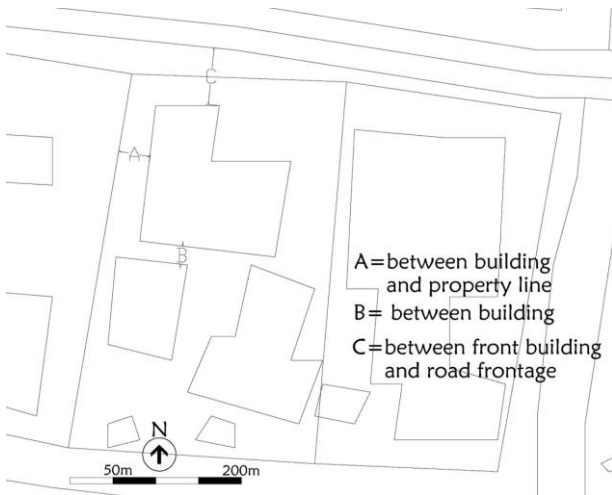 C
A
B
A=between building
and property line
B= between building
C=between front building
and road frontage
N
50m 200m